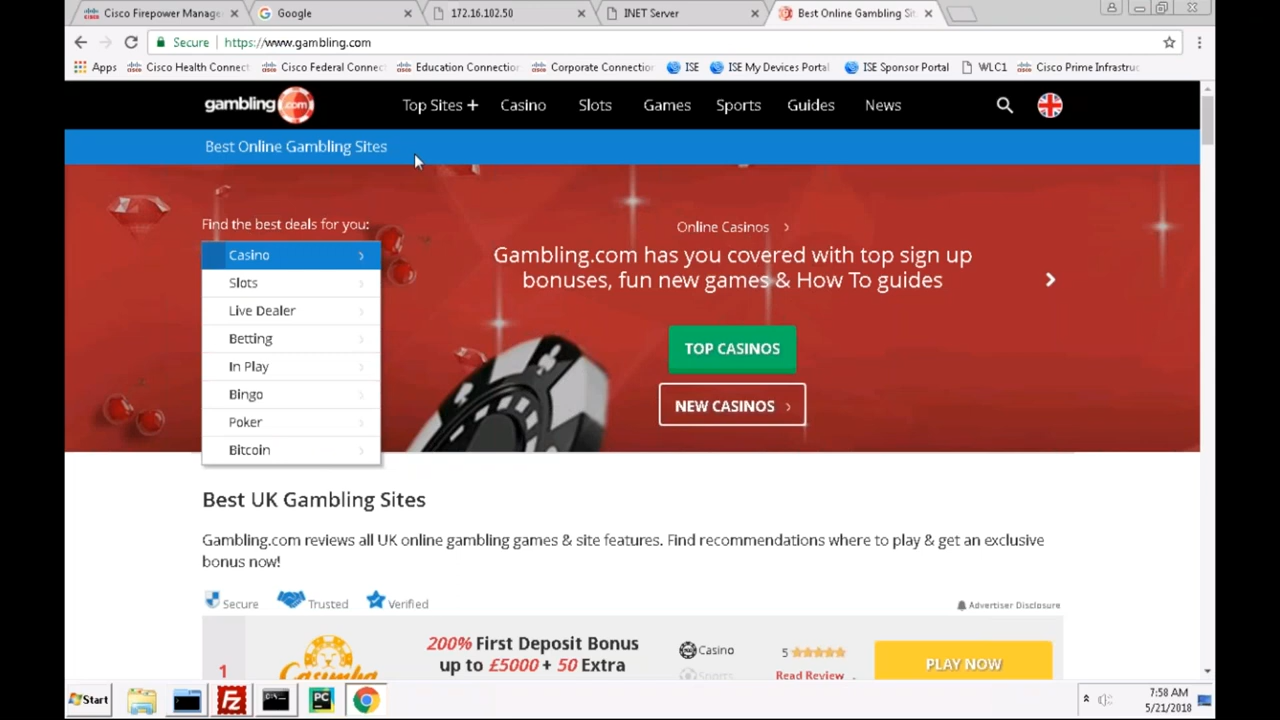 Cisco Firepower Manage
Google
172.16.102.50
INET Server
Best Online Gambling Sit
Secure
https://www.gambling.com
Apps
Cisco Health Connect
Cisco Federal Connec
Education Connection
Corporate Connection
ISE
ISE My Devices Portal
ISE Sponsor Portal
WLC1
Cisco Prime Infrastruc
gambling.com
Top Sites +
Casino
Slots
Games
Sports
Guides
News
Best Online Gambling Sites
Find the best deals for you:
Casino
Slots
Live Dealer
Betting
In Play
Bingo
Poker
Bitcoin
Online Casinos
Gambling.com has you covered with top sign up
bonuses, fun new games & How To guides
TOP CASINOS
NEW CASINOS
Best UK Gambling Sites
Gambling.com reviews all UK online gambling games & site features. Find recommendations where to play & get an exclusive
bonus now!
Secure
Trusted
Verified
Advertiser Disclosure
1
200% First Deposit Bonus
up to £5000 + 50 Extra
Casino
Sports
5
Read Review
PLAY NOW
Start
FZ
PC
7:58 AM
5/21/2018